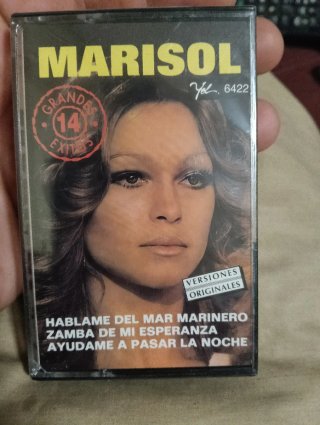 MARISOL
6422
GRANDES
14
EXITOS
VERSIONES
ORIGINALES
HABLAME DEL MAR MARINERO
ZAMBA DE MI ESPERANZA
AYUDAME A PASAR LA NOCHE